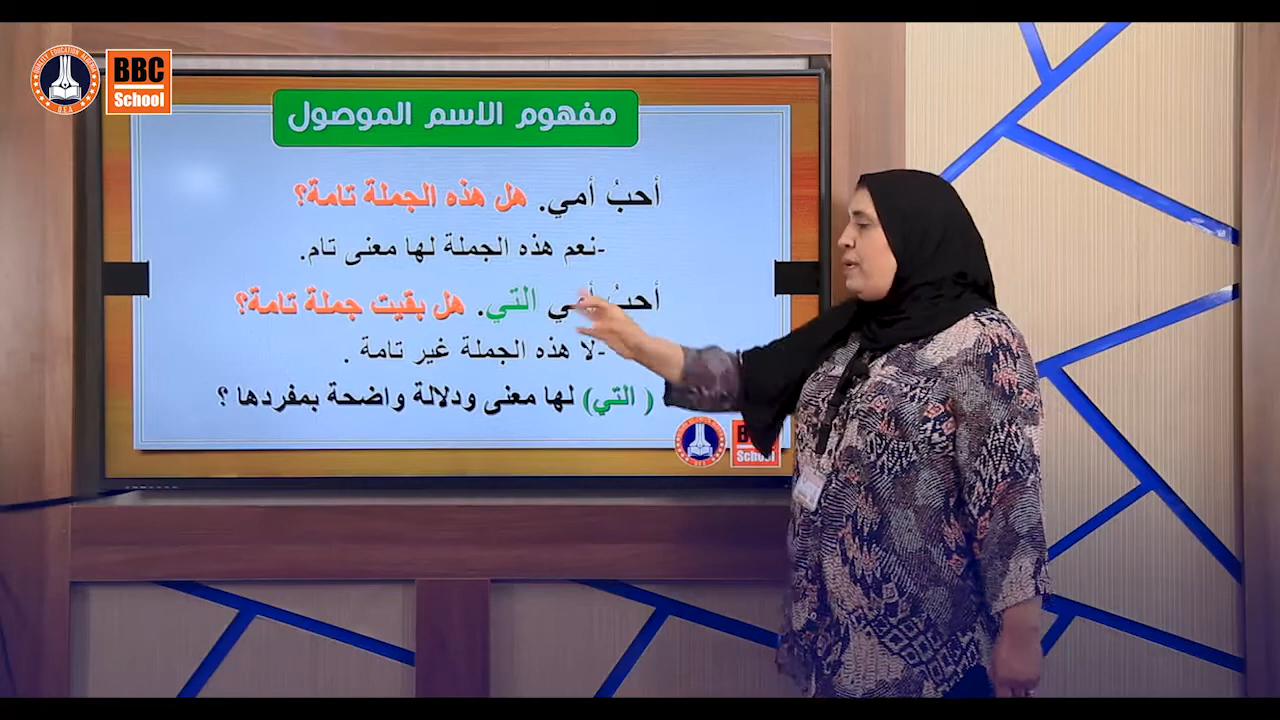 BBC
School
مفهوم الاسم الموصول
أحبُ أمي. هل هذه الجملة تامة؟
-نعم هذه الجملة لها معنى تام.
أحبُ أمي التي. هل بقيت جملة تامة؟
-لا هذه الجملة غير تامة .
( التي) لها معنى ودلالة واضحة بمفردها ؟
School